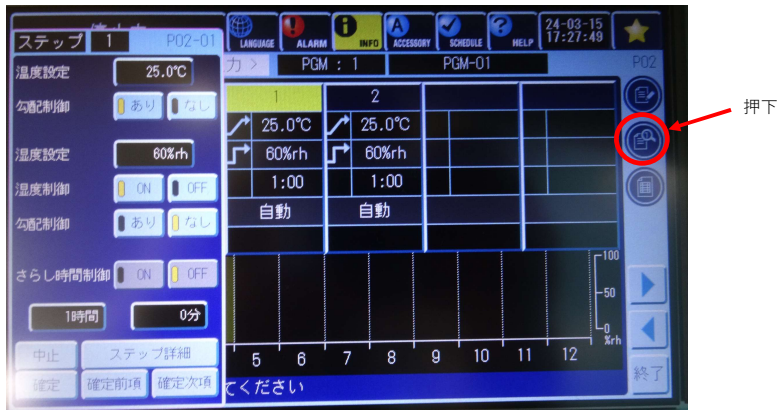 停止中
ステップ 1 P02-01
LANGUAGE ALARM INFO ACCESSORY SCHEDULE HELP 24-03-15 17:27:49
力 > PGM : 1 PGM-01 P02
温度設定 25.0℃
勾配制御 あり なし
湿度設定 60%rh
湿度制御 ON OFF
勾配制御 あり なし
さらし時間制御 ON OFF
1時間 0分
中止 ステップ詳細
確定 確定前項 確定次項
1 2
25.0℃ 25.0℃
60%rh 60%rh
1:00 1:00
自動 自動
100
50
0
%rh
5 6 7 8 9 10 11 12
てください
終了
押下